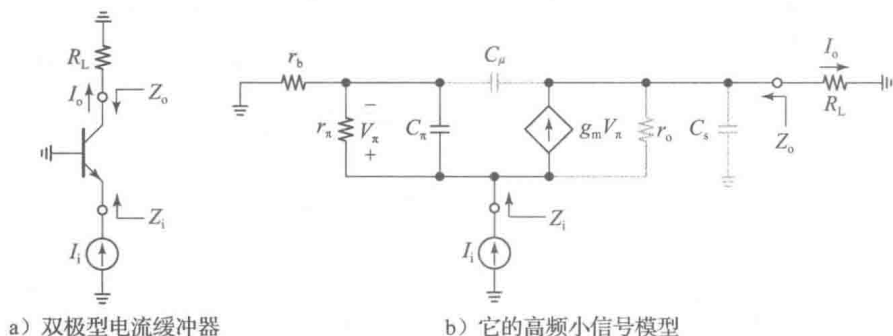 R_L
I_o
Z_o
Z_i
I_i
a）双极型电流缓冲器
r_b
C_μ
I_o
R_L
r_π
V_π
−
+
C_π
g_mV_π
r_o
C_s
Z_o
Z_i
I_i
b）它的高频小信号模型